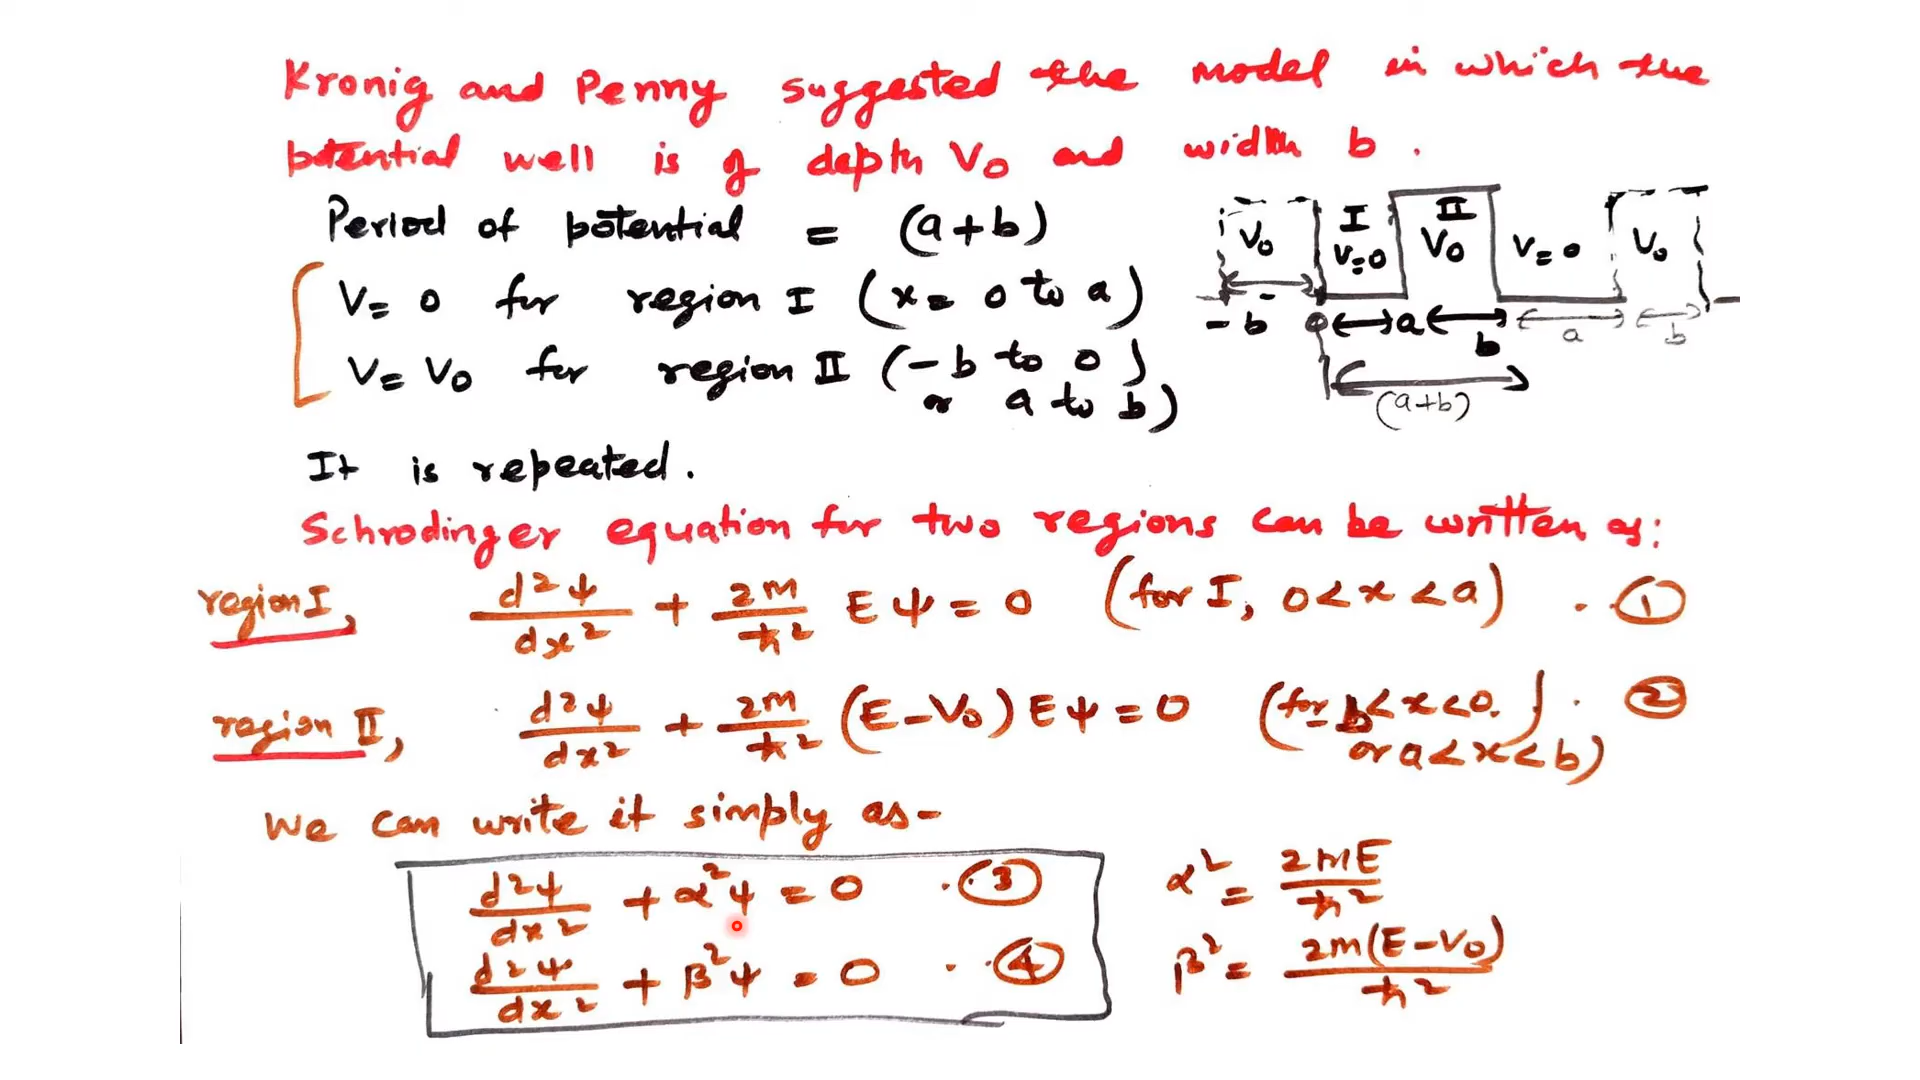 Kronig and Penny suggested the model in which the
potential well is of depth V₀ and width b.
Period of potential = (a+b)
V = 0 for region I (x = 0 to a)
V = V₀ for region II (-b to 0)
or a to b)
V₀ I V=0 II V₀ V=0 V₀
-b 0 a b a b
(a+b)
It is repeated.
Schrodinger equation for two regions can be written as:
region I, d²ψ/dx² + 2m/ħ² Eψ = 0 (for I, 0<x<a) . ①
region II, d²ψ/dx² + 2m/ħ² (E-V₀) Eψ = 0 (for -b<x<0. ) . ②
or a<x<b)
We can write it simply as-
d²ψ/dx² + α²ψ = 0 .. ③ α² = 2mE/ħ²
d²ψ/dx² + β²ψ = 0 .. ④ β² = 2m(E-V₀)/ħ²